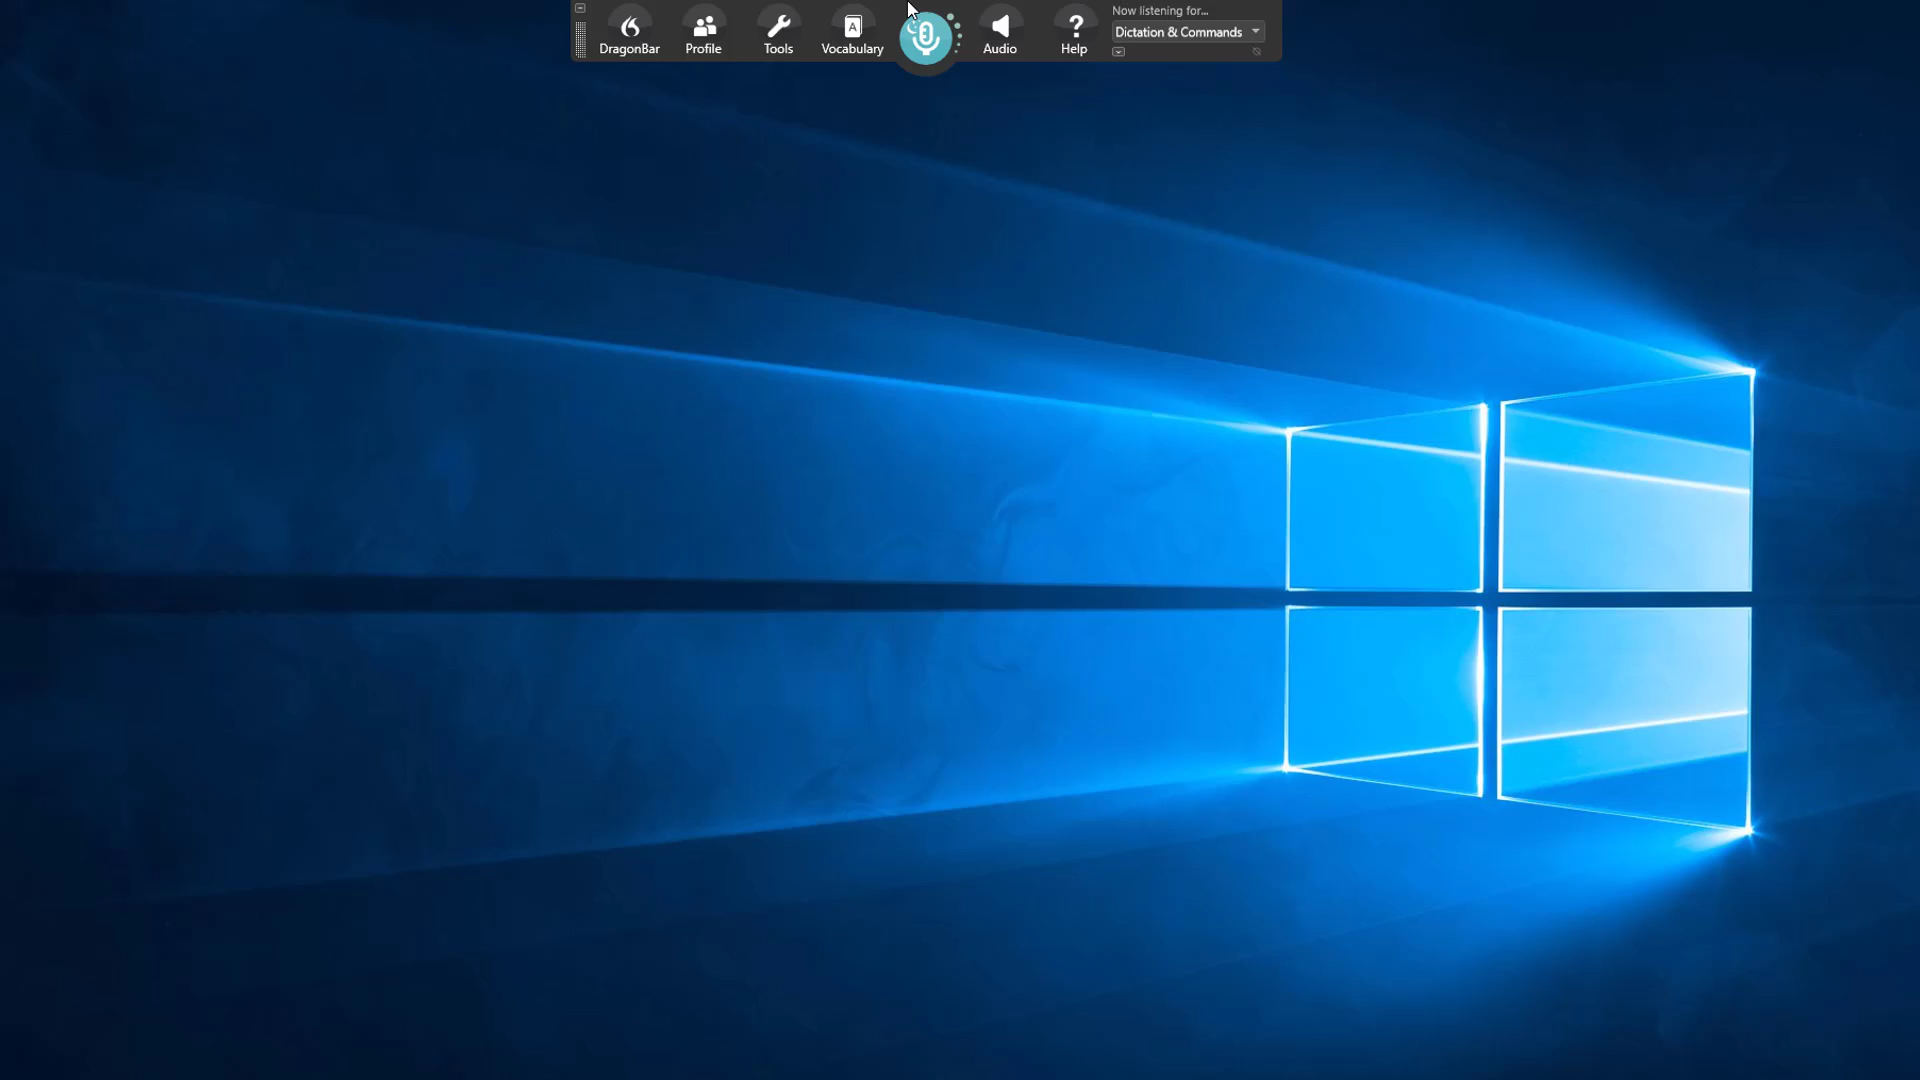 DragonBar
Profile
Tools
Vocabulary
Audio
Help
Now listening for...
Dictation & Commands